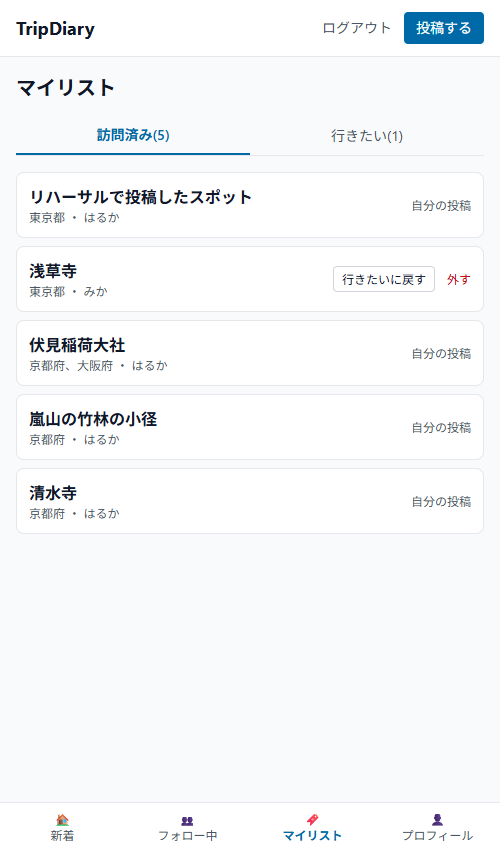 TripDiary
ログアウト
投稿する
マイリスト
訪問済み(5)
行きたい(1)
リハーサルで投稿したスポット
東京都 ・ はるか
自分の投稿
浅草寺
東京都 ・ みか
行きたいに戻す
外す
伏見稲荷大社
京都府、大阪府 ・ はるか
自分の投稿
嵐山の竹林の小径
京都府 ・ はるか
自分の投稿
清水寺
京都府 ・ はるか
自分の投稿
新着
フォロー中
マイリスト
プロフィール